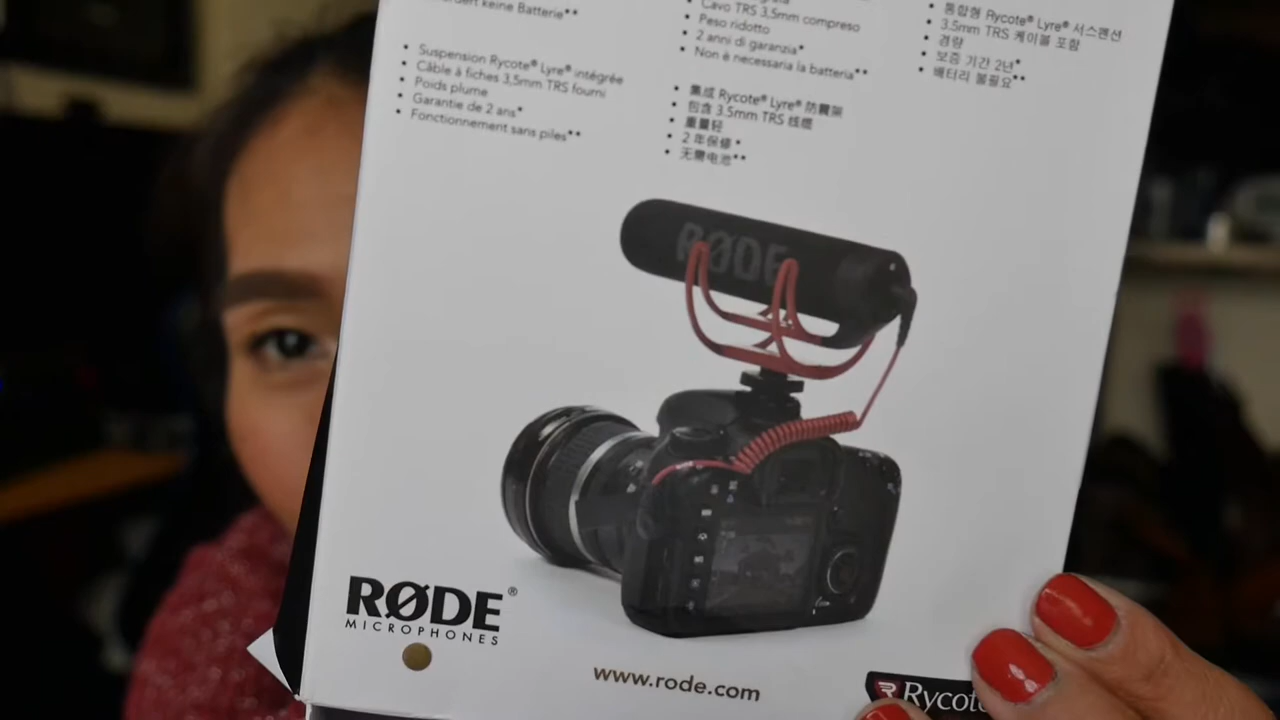 keine Batterie**
• Suspension Rycote® Lyre® intégrée
• Câble à fiches 3,5mm TRS fourni
• Poids plume
• Garantie de 2 ans*
• Fonctionnement sans piles**
• Cavo TRS 3,5mm compreso
• Peso ridotto
• 2 anni di garanzia*
• Non è necessaria la batteria**
• 集成 Rycote® Lyre® 防震架
• 包含 3.5mm TRS 线缆
• 重量轻
• 2 年保修*
• 无需电池**
• 통합형 Rycote® Lyre® 서스펜션
• 3.5mm TRS 케이블 포함
• 경량
• 보증 기간 2년*
• 배터리 불필요**
RØDE
RØDE®
MICROPHONES
www.rode.com
Rycote